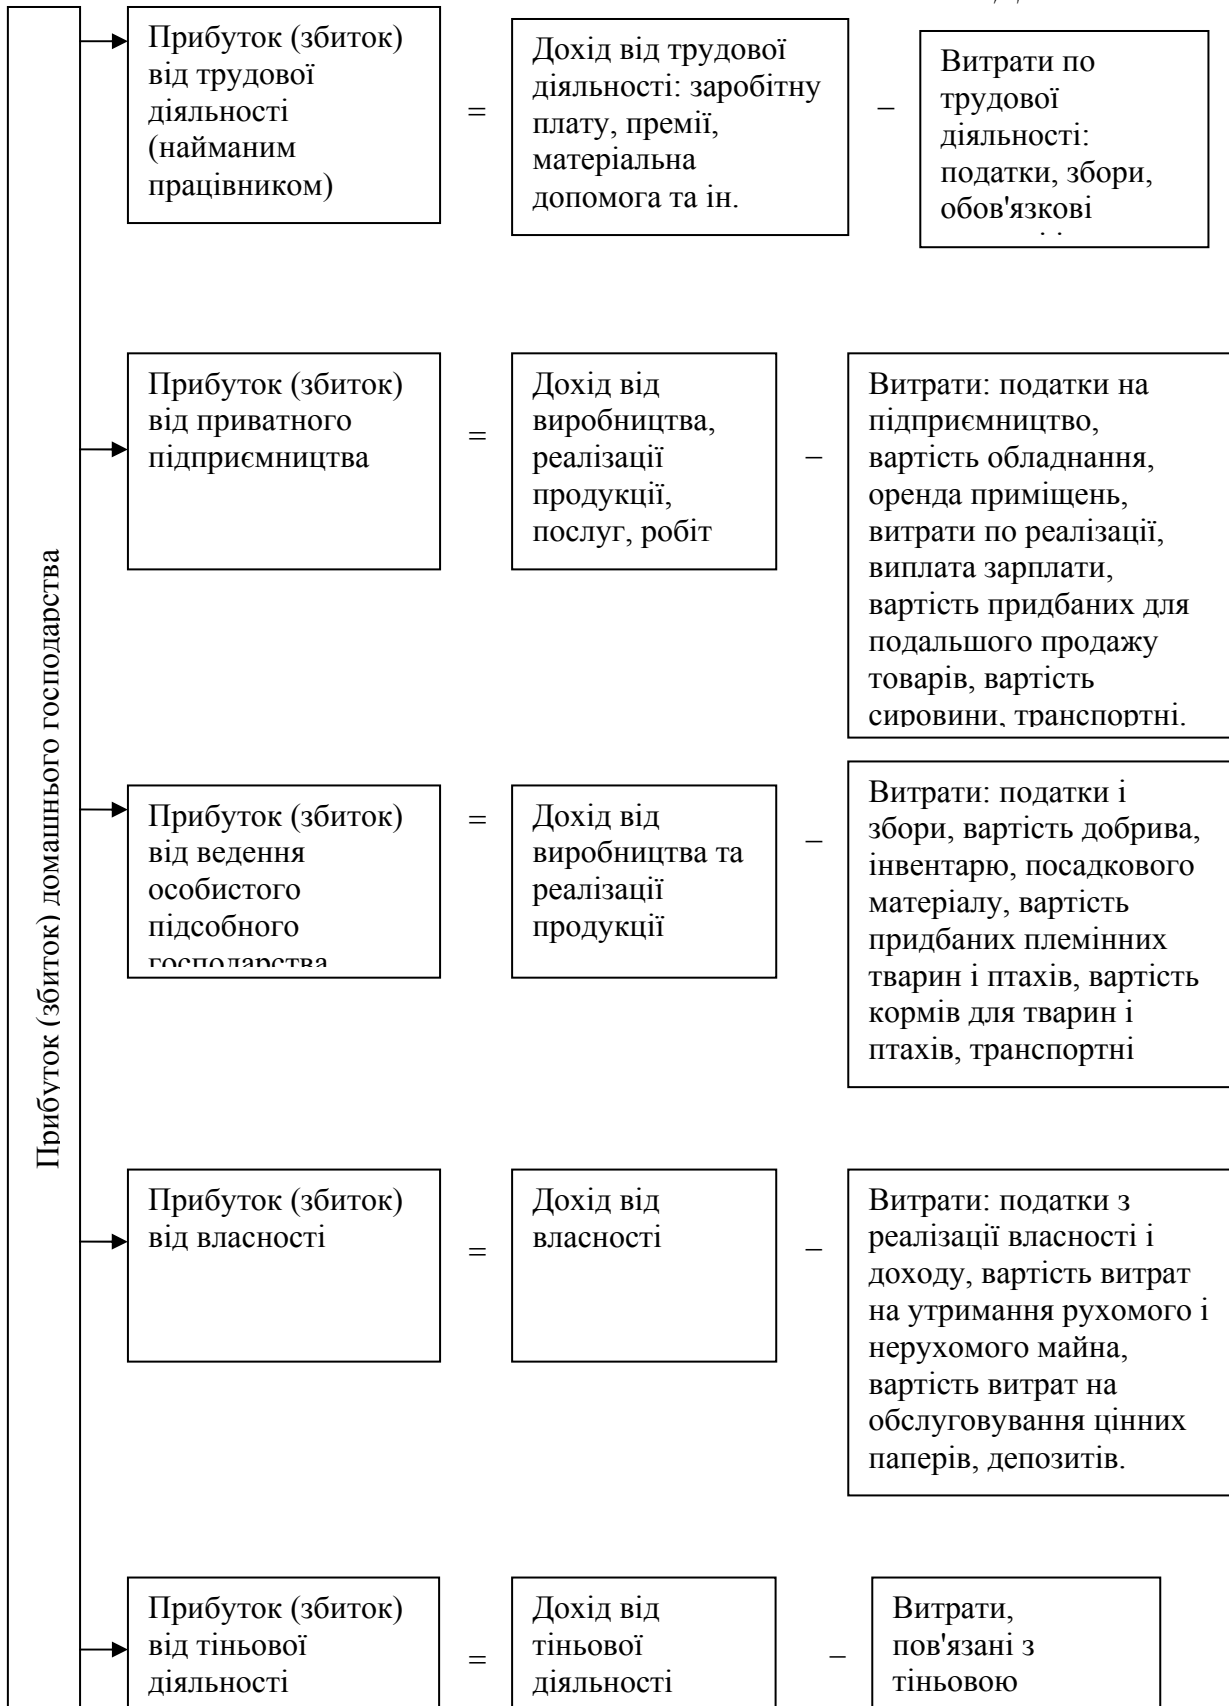 Прибуток (збиток) домашнього господарства
Прибуток (збиток)
від трудової
діяльності
(найманим
працівником)
=
Дохід від трудової
діяльності: заробітну
плату, премії,
матеріальна
допомога та ін.
–
Витрати по
трудової
діяльності:
податки, збори,
обов'язкові
Прибуток (збиток)
від приватного
підприємництва
=
Дохід від
виробництва,
реалізації
продукції,
послуг, робіт
–
Витрати: податки на
підприємництво,
вартість обладнання,
оренда приміщень,
витрати по реалізації,
виплата зарплати,
вартість придбаних для
подальшого продажу
товарів, вартість
сировини, транспортні.
Прибуток (збиток)
від ведення
особистого
підсобного
господарства
=
Дохід від
виробництва та
реалізації
продукції
–
Витрати: податки і
збори, вартість добрива,
інвентарю, посадкового
матеріалу, вартість
придбаних племінних
тварин і птахів, вартість
кормів для тварин і
птахів, транспортні
Прибуток (збиток)
від власності
=
Дохід від
власності
–
Витрати: податки з
реалізації власності і
доходу, вартість витрат
на утримання рухомого і
нерухомого майна,
вартість витрат на
обслуговування цінних
паперів, депозитів.
Прибуток (збиток)
від тіньової
діяльності
=
Дохід від
тіньової
діяльності
–
Витрати,
пов'язані з
тіньовою